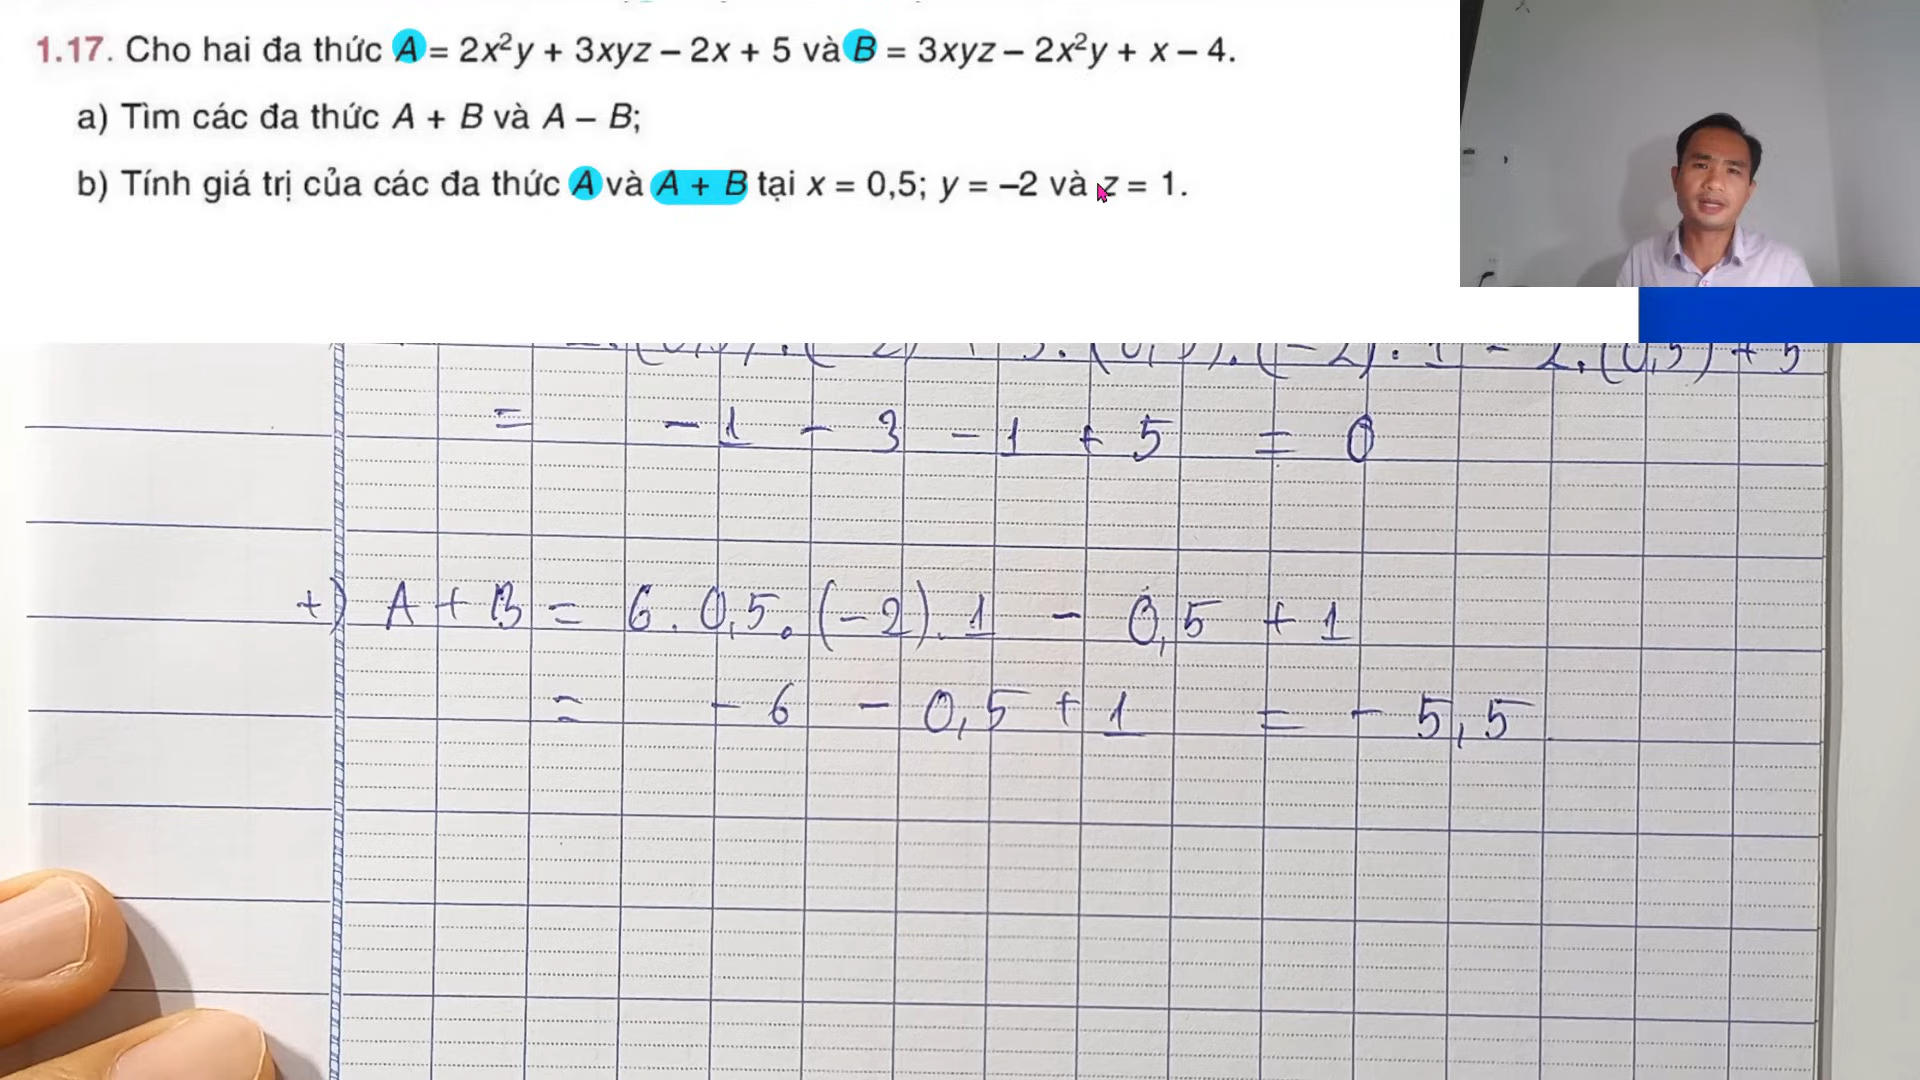 1.17. Cho hai đa thức A = 2x²y + 3xyz – 2x + 5 và B = 3xyz – 2x²y + x – 4.
a) Tìm các đa thức A + B và A – B;
b) Tính giá trị của các đa thức A và A + B tại x = 0,5; y = –2 và z = 1.
= - 1 - 3 - 1 + 5 = 0
+) A + B = 6 . 0,5 . (-2) . 1 - 0,5 + 1
= - 6 - 0,5 + 1 = - 5,5